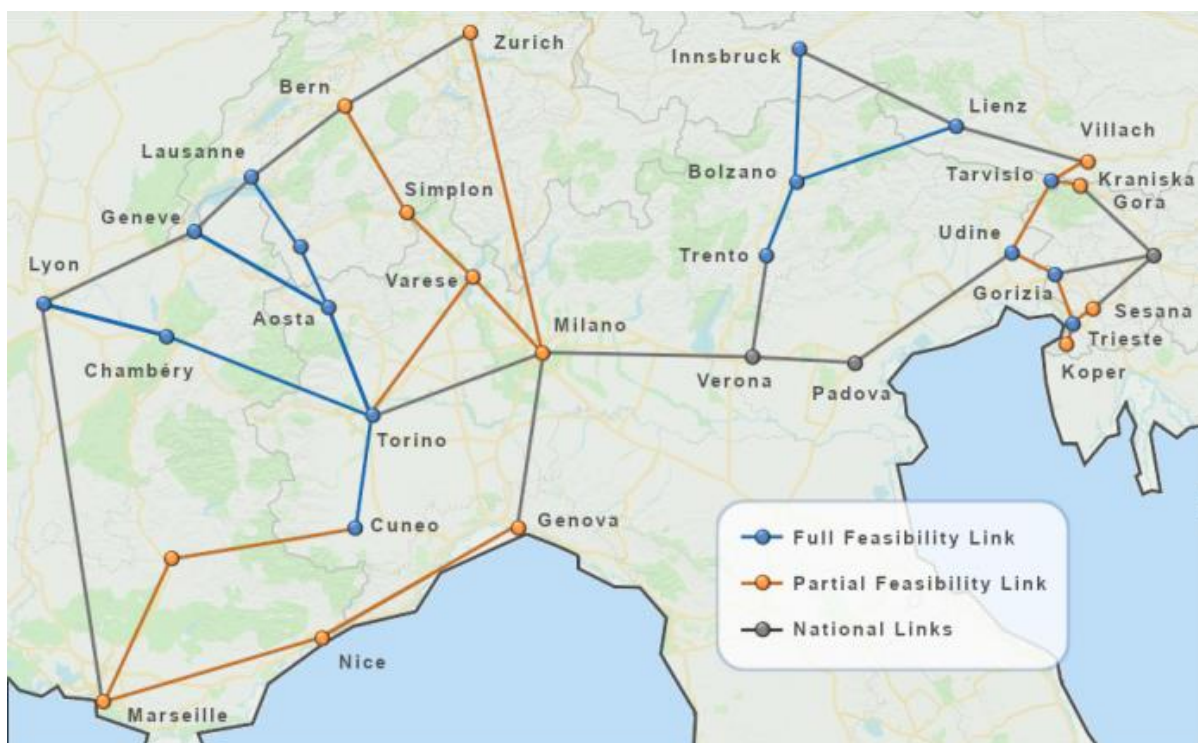 Zurich
Innsbruck
Bern
Lienz
Villach
Lausanne
Bolzano
Tarvisio
Kraniska
Gora
Simplon
Geneve
Udine
Lyon
Trento
Varese
Gorizia
Sesana
Aosta
Milano
Trieste
Koper
Chambéry
Verona
Padova
Torino
Cuneo
Genova
Full Feasibility Link
Partial Feasibility Link
National Links
Nice
Marseille